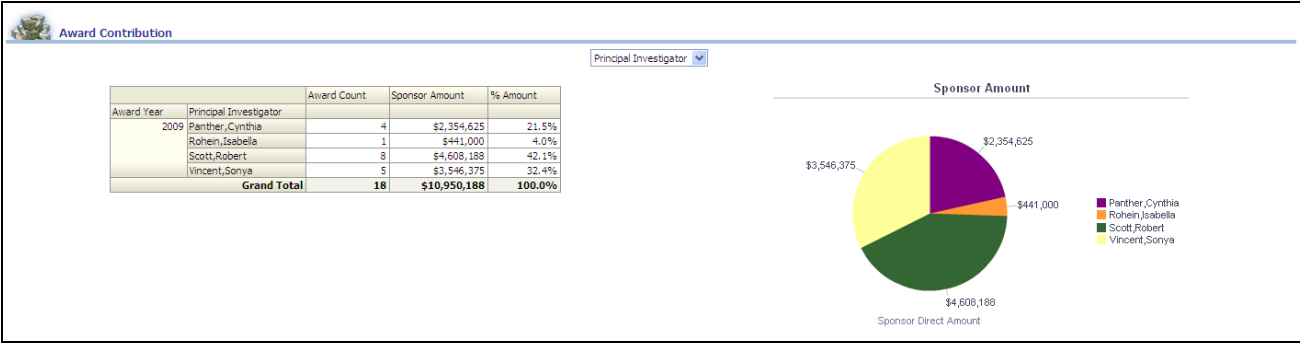 Award Contribution
Principal Investigator
Award Count Sponsor Amount % Amount
Award Year Principal Investigator
2009 Panther,Cynthia 4 $2,354,625 21.5%
Rohein,Isabella 1 $441,000 4.0%
Scott,Robert 8 $4,608,188 42.1%
Vincent,Sonya 5 $3,546,375 32.4%
Grand Total 18 $10,950,188 100.0%
Sponsor Amount
$2,354,625
$3,546,375
$441,000
$4,608,188
Panther,Cynthia
Rohein,Isabella
Scott,Robert
Vincent,Sonya
Sponsor Direct Amount